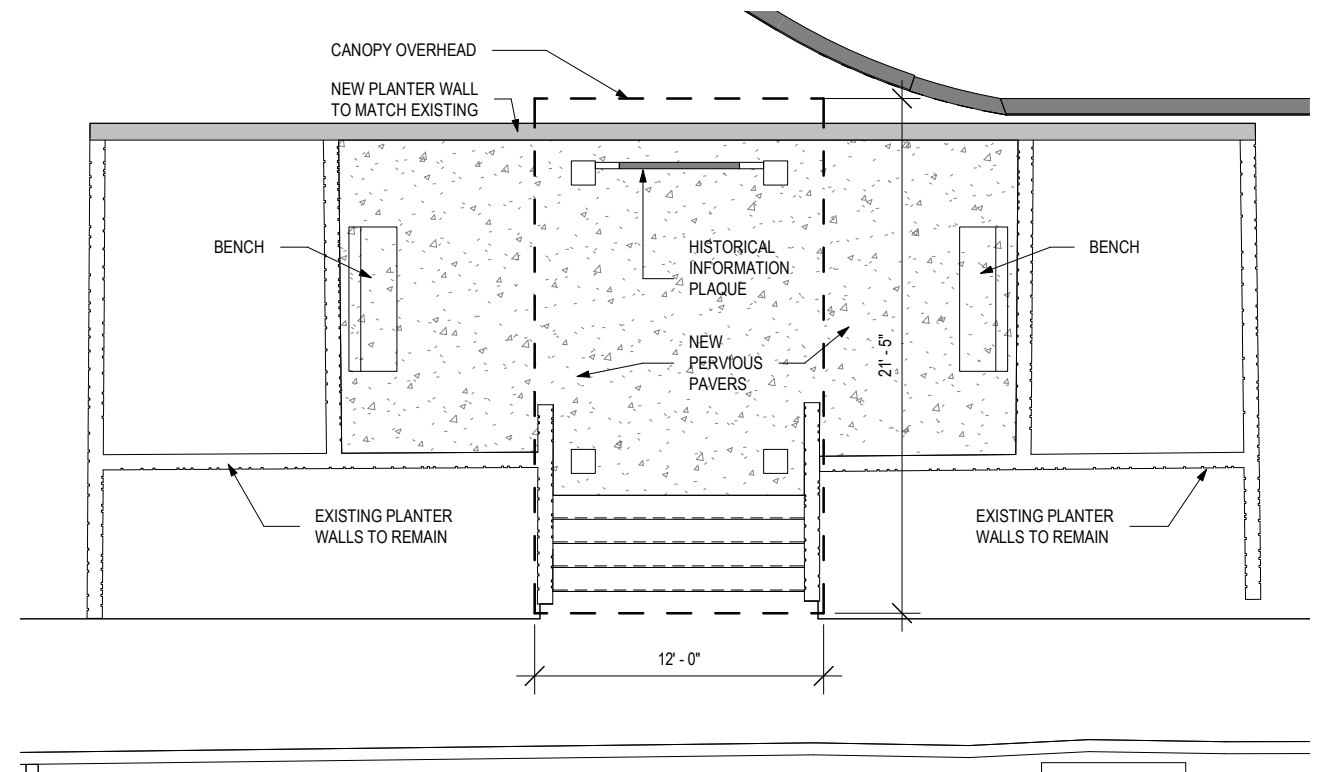 CANOPY OVERHEAD
NEW PLANTER WALL
TO MATCH EXISTING
BENCH
HISTORICAL
INFORMATION
PLAQUE
BENCH
NEW
PERVIOUS
PAVERS
21' - 5"
EXISTING PLANTER
WALLS TO REMAIN
EXISTING PLANTER
WALLS TO REMAIN
12' - 0"